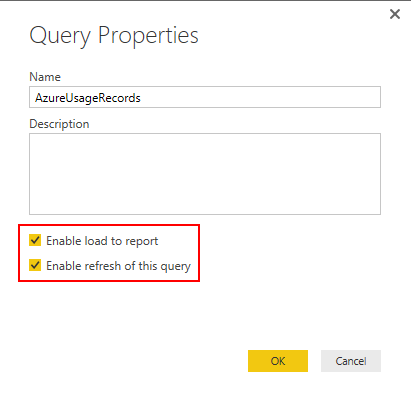 Query Properties
Name
AzureUsageRecords
Description
Enable load to report
Enable refresh of this query
OK
Cancel